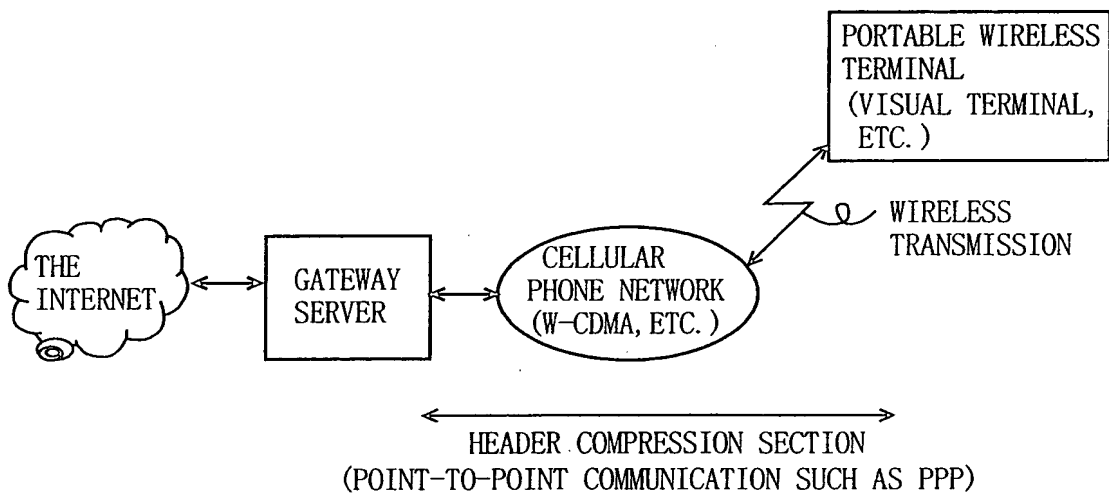 PORTABLE WIRELESS
TERMINAL
(VISUAL TERMINAL,
ETC.)
WIRELESS
TRANSMISSION
THE
INTERNET
GATEWAY
SERVER
CELLULAR
PHONE NETWORK
(W-CDMA, ETC.)
HEADER COMPRESSION SECTION
(POINT-TO-POINT COMMUNICATION SUCH AS PPP)